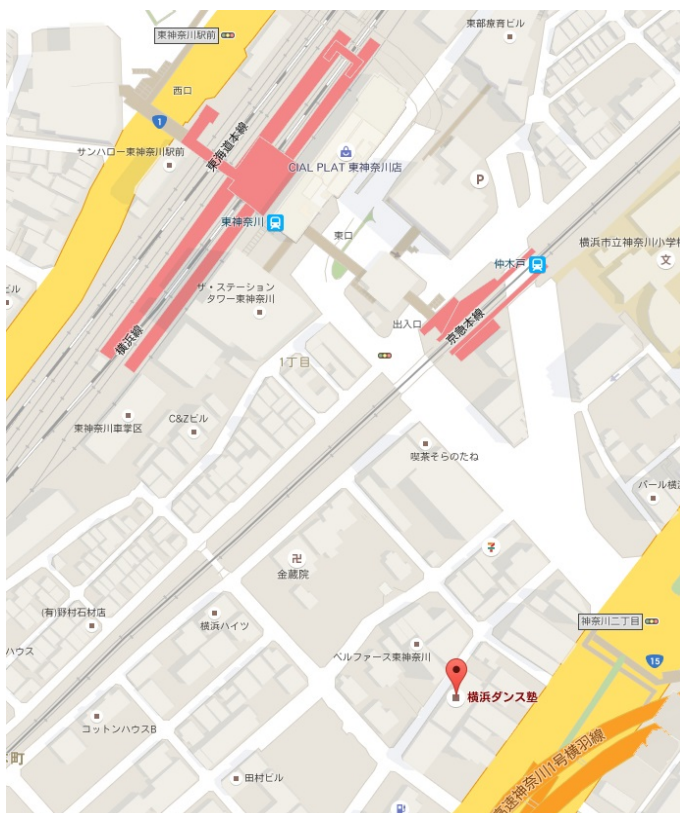 東部療育ビル
東神奈川駅前
西口
1
サンハロー東神奈川駅前
東海道本線
CIAL PLAT 東神奈川店
P
東神奈川
東口
横浜市立神奈川小学校
文
仲木戸
ビル
ザ・ステーション
タワー東神奈川
出入口
京急本線
横浜線
1丁目
東神奈川車掌区
C&Zビル
喫茶そらのたね
パール横浜
7
卍
金蔵院
(有)野村石材店
横浜ハイツ
神奈川二丁目
ハウス
ベルファース東神奈川
15
横浜ダンス塾
コットンハウスB
町
田村ビル
高速神奈川1号横羽線